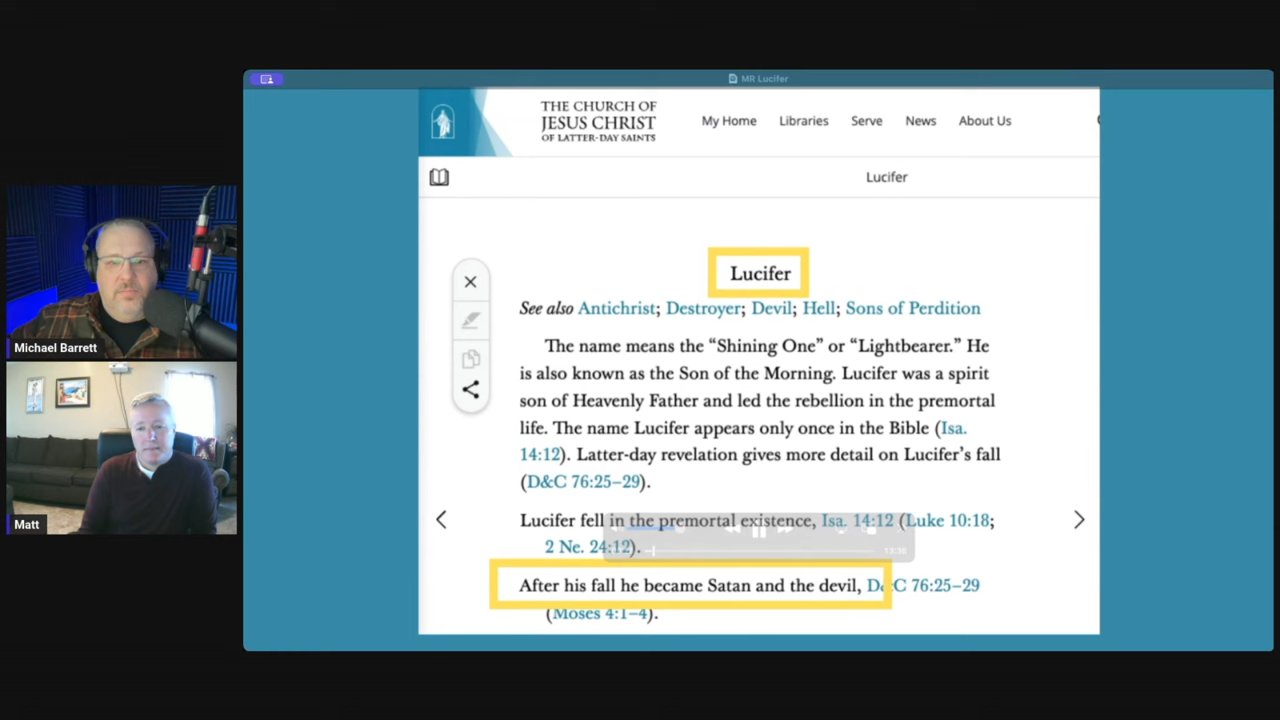 MR Lucifer
THE CHURCH OF
JESUS CHRIST
OF LATTER-DAY SAINTS
My Home
Libraries
Serve
News
About Us
Lucifer
Lucifer
See also Antichrist; Destroyer; Devil; Hell; Sons of Perdition
The name means the “Shining One” or “Lightbearer.” He
is also known as the Son of the Morning. Lucifer was a spirit
son of Heavenly Father and led the rebellion in the premortal
life. The name Lucifer appears only once in the Bible (Isa.
14:12). Latter-day revelation gives more detail on Lucifer’s fall
(D&C 76:25–29).
Lucifer fell in the premortal existence, Isa. 14:12 (Luke 10:18;
2 Ne. 24:12).
After his fall he became Satan and the devil, D&C 76:25–29
(Moses 4:1–4).
Michael Barrett
Matt